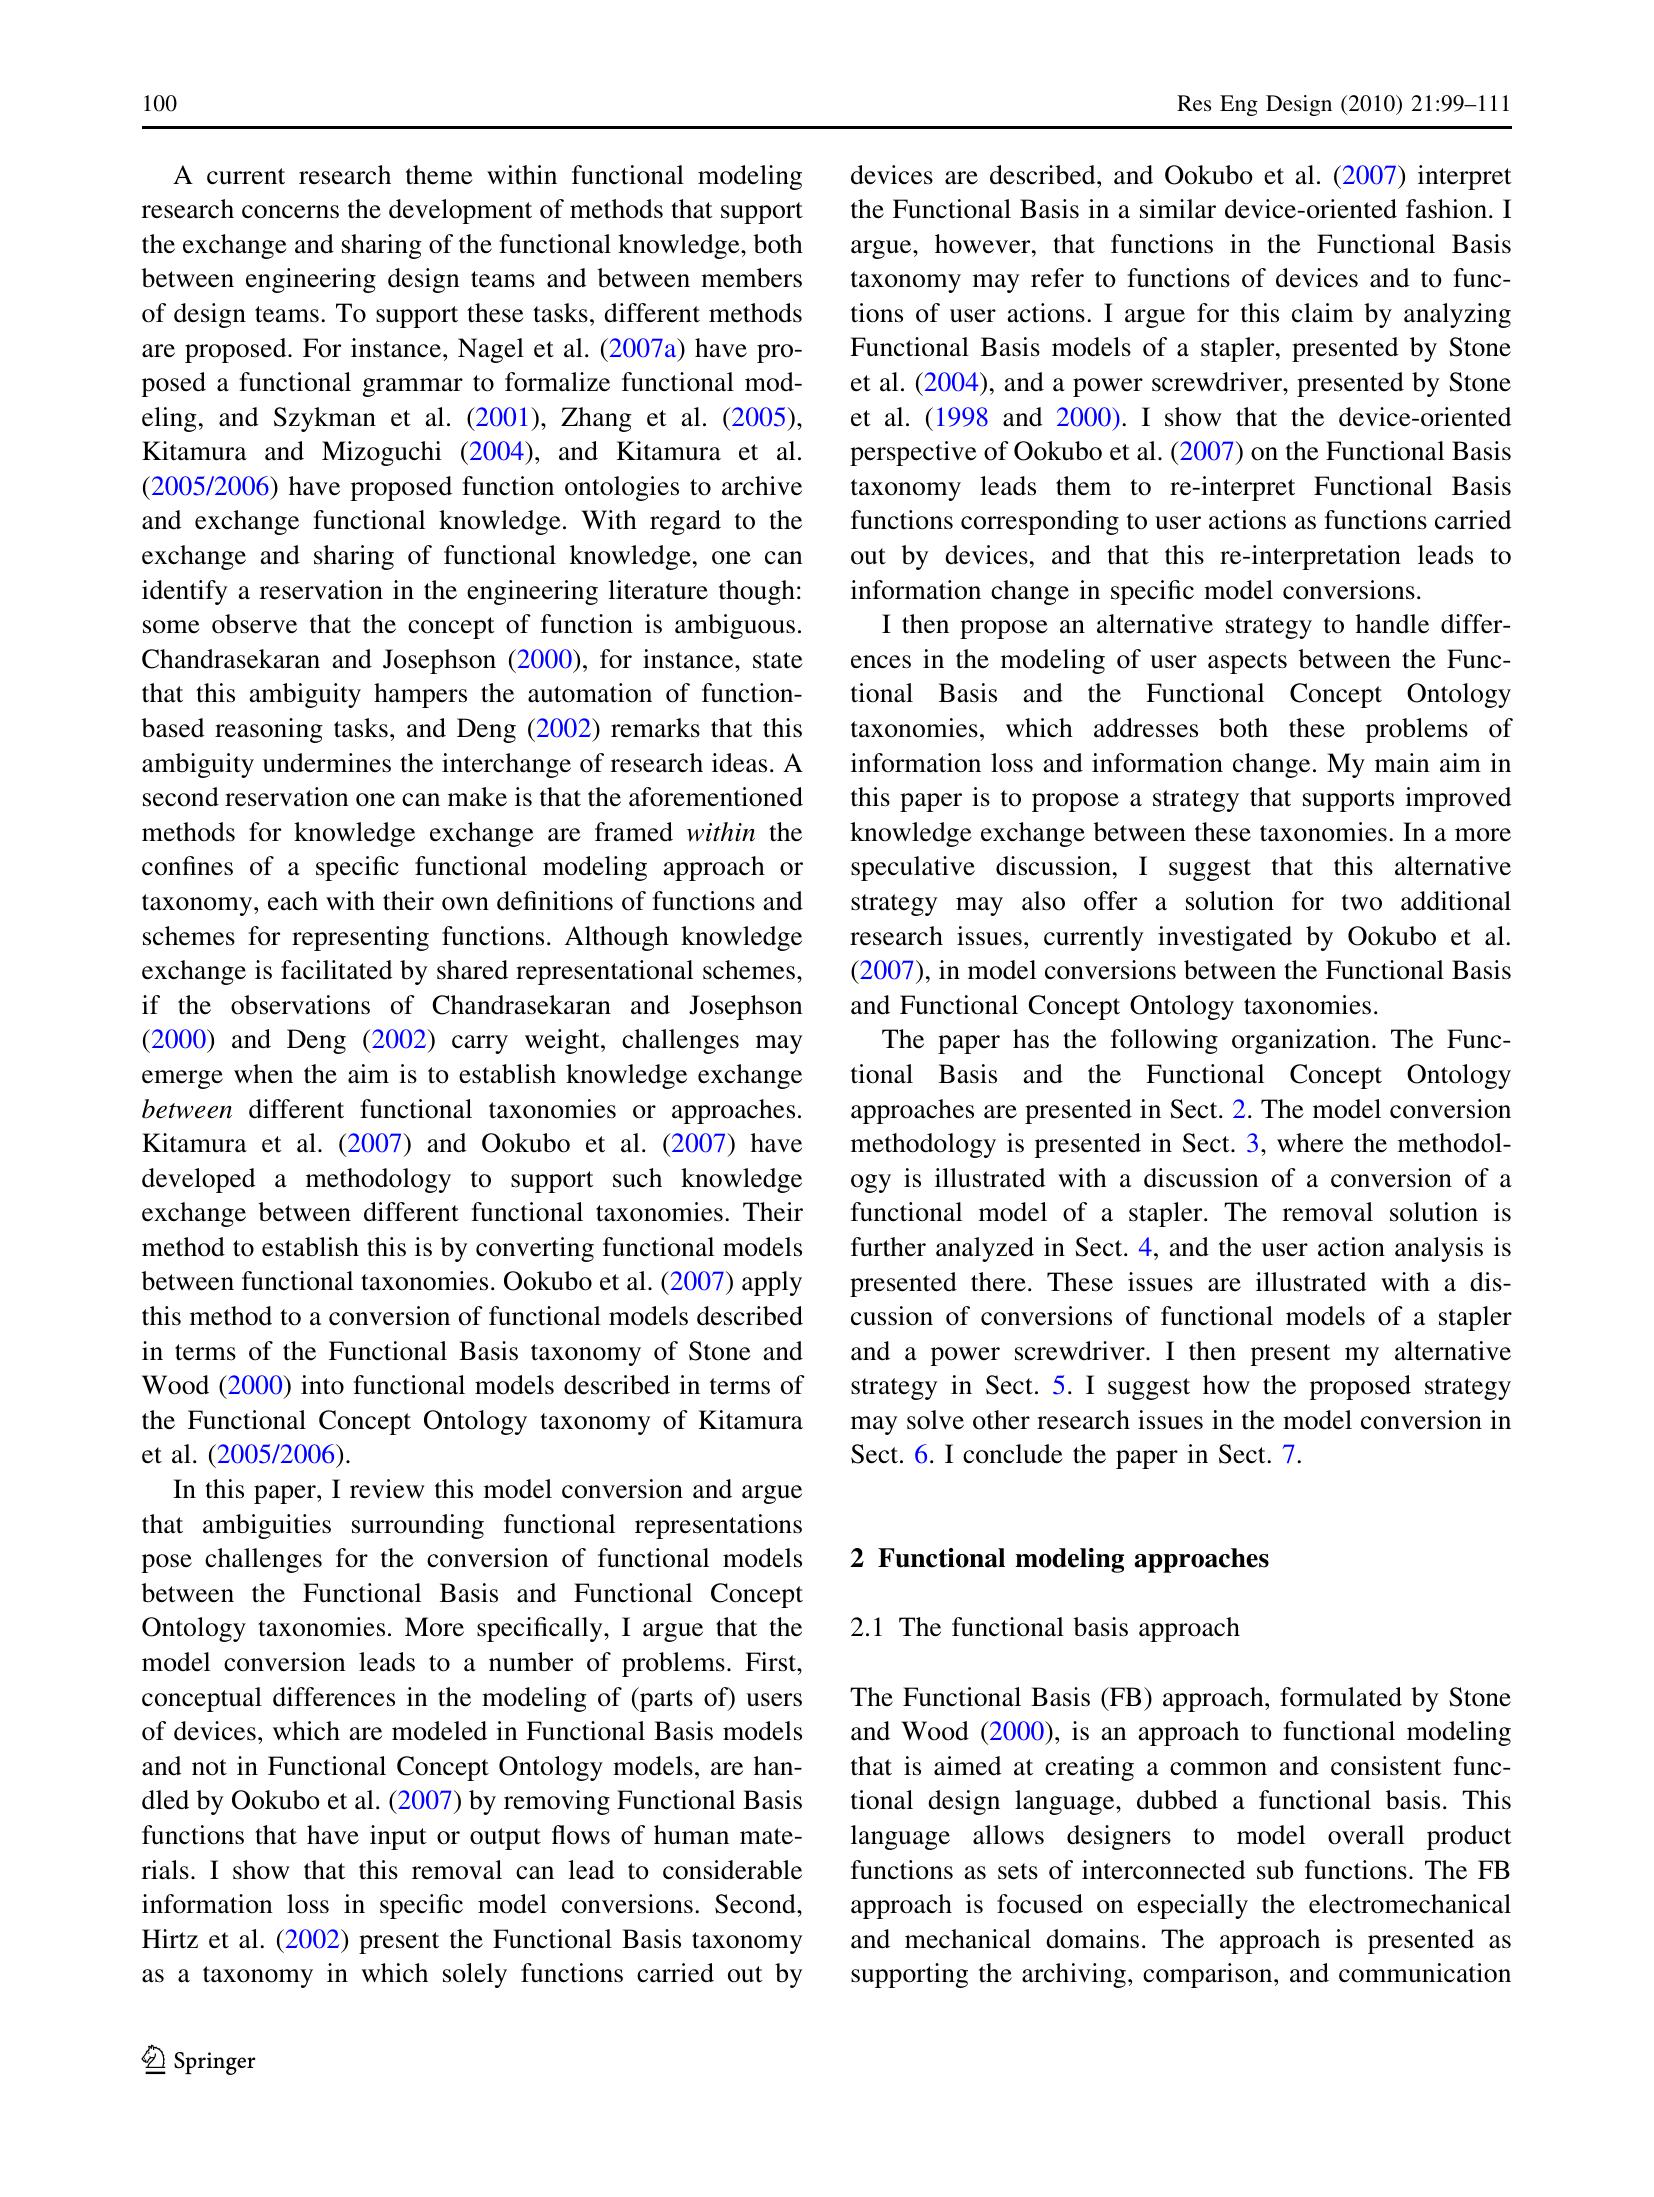 100
Res Eng Design (2010) 21:99–111
A current research theme within functional modeling
research concerns the development of methods that support
the exchange and sharing of the functional knowledge, both
between engineering design teams and between members
of design teams. To support these tasks, different methods
are proposed. For instance, Nagel et al. (2007a) have pro-
posed a functional grammar to formalize functional mod-
eling, and Szykman et al. (2001), Zhang et al. (2005),
Kitamura and Mizoguchi (2004), and Kitamura et al.
(2005/2006) have proposed function ontologies to archive
and exchange functional knowledge. With regard to the
exchange and sharing of functional knowledge, one can
identify a reservation in the engineering literature though:
some observe that the concept of function is ambiguous.
Chandrasekaran and Josephson (2000), for instance, state
that this ambiguity hampers the automation of function-
based reasoning tasks, and Deng (2002) remarks that this
ambiguity undermines the interchange of research ideas. A
second reservation one can make is that the aforementioned
methods for knowledge exchange are framed within the
confines of a specific functional modeling approach or
taxonomy, each with their own definitions of functions and
schemes for representing functions. Although knowledge
exchange is facilitated by shared representational schemes,
if the observations of Chandrasekaran and Josephson
(2000) and Deng (2002) carry weight, challenges may
emerge when the aim is to establish knowledge exchange
between different functional taxonomies or approaches.
Kitamura et al. (2007) and Ookubo et al. (2007) have
developed a methodology to support such knowledge
exchange between different functional taxonomies. Their
method to establish this is by converting functional models
between functional taxonomies. Ookubo et al. (2007) apply
this method to a conversion of functional models described
in terms of the Functional Basis taxonomy of Stone and
Wood (2000) into functional models described in terms of
the Functional Concept Ontology taxonomy of Kitamura
et al. (2005/2006).
In this paper, I review this model conversion and argue
that ambiguities surrounding functional representations
pose challenges for the conversion of functional models
between the Functional Basis and Functional Concept
Ontology taxonomies. More specifically, I argue that the
model conversion leads to a number of problems. First,
conceptual differences in the modeling of (parts of) users
of devices, which are modeled in Functional Basis models
and not in Functional Concept Ontology models, are han-
dled by Ookubo et al. (2007) by removing Functional Basis
functions that have input or output flows of human mate-
rials. I show that this removal can lead to considerable
information loss in specific model conversions. Second,
Hirtz et al. (2002) present the Functional Basis taxonomy
as a taxonomy in which solely functions carried out by
devices are described, and Ookubo et al. (2007) interpret
the Functional Basis in a similar device-oriented fashion. I
argue, however, that functions in the Functional Basis
taxonomy may refer to functions of devices and to func-
tions of user actions. I argue for this claim by analyzing
Functional Basis models of a stapler, presented by Stone
et al. (2004), and a power screwdriver, presented by Stone
et al. (1998 and 2000). I show that the device-oriented
perspective of Ookubo et al. (2007) on the Functional Basis
taxonomy leads them to re-interpret Functional Basis
functions corresponding to user actions as functions carried
out by devices, and that this re-interpretation leads to
information change in specific model conversions.
I then propose an alternative strategy to handle differ-
ences in the modeling of user aspects between the Func-
tional Basis and the Functional Concept Ontology
taxonomies, which addresses both these problems of
information loss and information change. My main aim in
this paper is to propose a strategy that supports improved
knowledge exchange between these taxonomies. In a more
speculative discussion, I suggest that this alternative
strategy may also offer a solution for two additional
research issues, currently investigated by Ookubo et al.
(2007), in model conversions between the Functional Basis
and Functional Concept Ontology taxonomies.
The paper has the following organization. The Func-
tional Basis and the Functional Concept Ontology
approaches are presented in Sect. 2. The model conversion
methodology is presented in Sect. 3, where the methodol-
ogy is illustrated with a discussion of a conversion of a
functional model of a stapler. The removal solution is
further analyzed in Sect. 4, and the user action analysis is
presented there. These issues are illustrated with a dis-
cussion of conversions of functional models of a stapler
and a power screwdriver. I then present my alternative
strategy in Sect. 5. I suggest how the proposed strategy
may solve other research issues in the model conversion in
Sect. 6. I conclude the paper in Sect. 7.
2 Functional modeling approaches
2.1 The functional basis approach
The Functional Basis (FB) approach, formulated by Stone
and Wood (2000), is an approach to functional modeling
that is aimed at creating a common and consistent func-
tional design language, dubbed a functional basis. This
language allows designers to model overall product
functions as sets of interconnected sub functions. The FB
approach is focused on especially the electromechanical
and mechanical domains. The approach is presented as
supporting the archiving, comparison, and communication
Springer